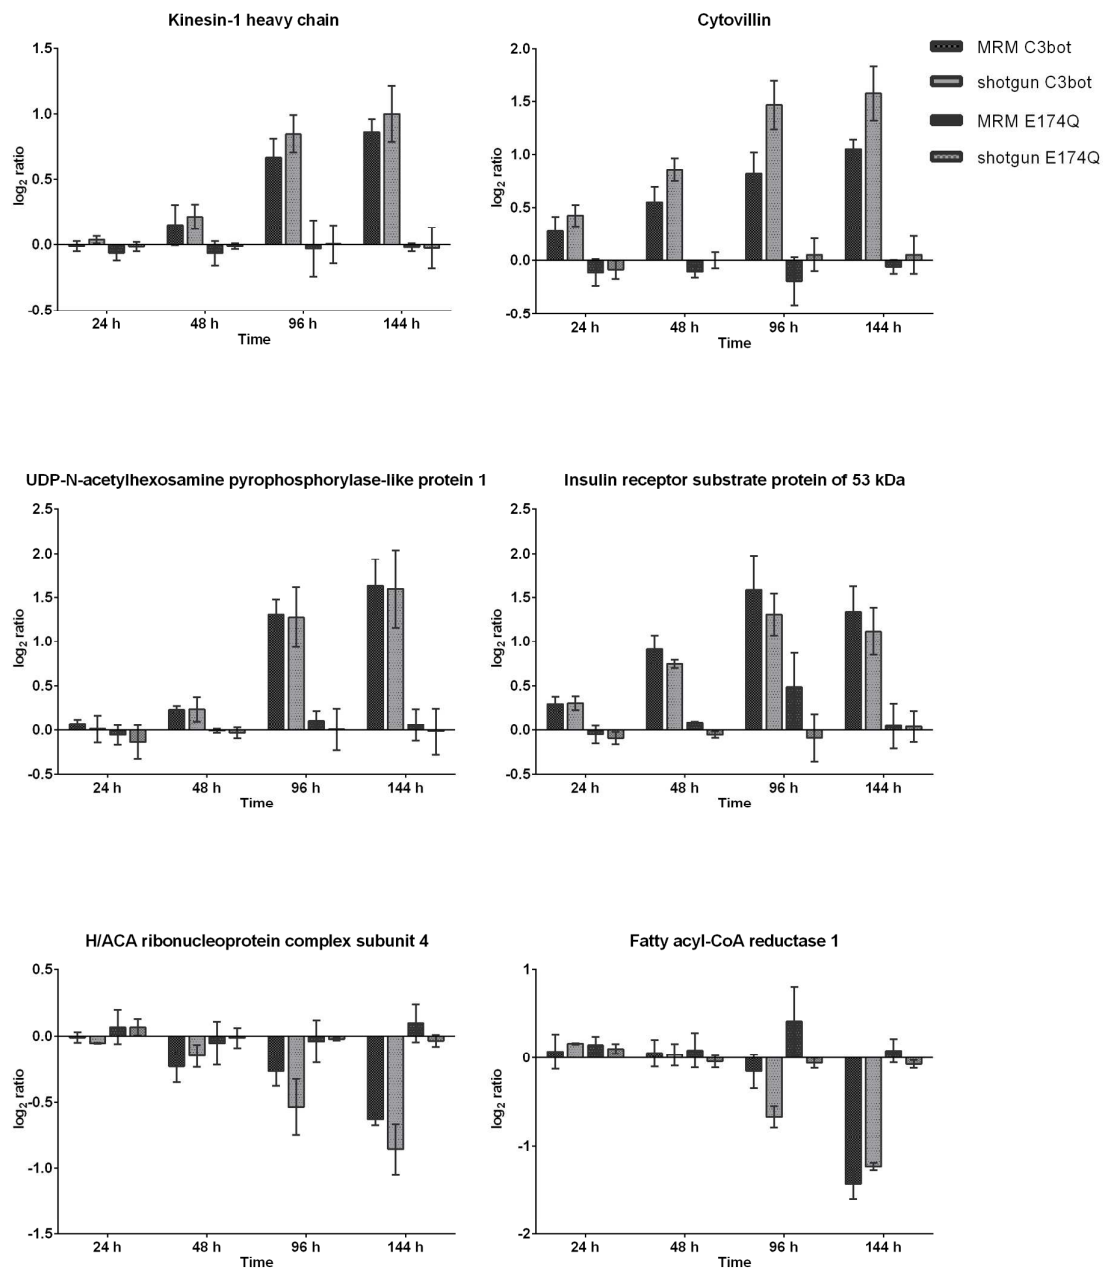 Kinesin-1 heavy chain
1.5
1.0
0.5
0.0
-0.5
log2 ratio
24 h 48 h 96 h 144 h
Time
Cytovillin
2.0
1.5
1.0
0.5
0.0
-0.5
log2 ratio
24 h 48 h 96 h 144 h
Time
MRM C3bot
shotgun C3bot
MRM E174Q
shotgun E174Q
UDP-N-acetylhexosamine pyrophosphorylase-like protein 1
2.5
2.0
1.5
1.0
0.5
0.0
-0.5
log2 ratio
24 h 48 h 96 h 144 h
Time
Insulin receptor substrate protein of 53 kDa
2.5
2.0
1.5
1.0
0.5
0.0
-0.5
log2 ratio
24 h 48 h 96 h 144 h
Time
H/ACA ribonucleoprotein complex subunit 4
0.5
0.0
-0.5
-1.0
-1.5
log2 ratio
24 h 48 h 96 h 144 h
Time
Fatty acyl-CoA reductase 1
1
0
-1
-2
log2 ratio
24 h 48 h 96 h 144 h
Time